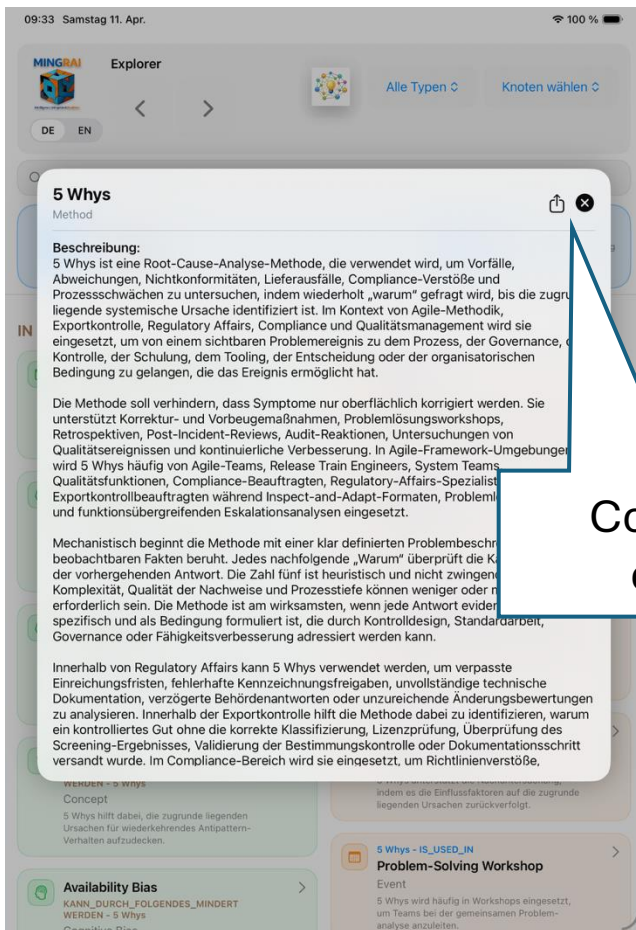 09:33 Samstag 11. Apr.
100 %
MINGRAI
Explorer
Alle Typen
Knoten wählen
DE EN
5 Whys
Method
Beschreibung:
5 Whys ist eine Root-Cause-Analyse-Methode, die verwendet wird, um Vorfälle,
Abweichungen, Nichtkonformitäten, Lieferausfälle, Compliance-Verstöße und
Prozessschwächen zu untersuchen, indem wiederholt „warum“ gefragt wird, bis die
liegende systemische Ursache identifiziert ist. Im Kontext von Agile-Methodik,
Exportkontrolle, Regulatory Affairs, Compliance und Qualitätsmanagement wird sie
eingesetzt, um von einem sichtbaren Problemereignis zu dem Prozess, der Governance,
Kontrolle, der Schulung, dem Tooling, der Entscheidung oder der organisatorischen
Bedingung zu gelangen, die das Ereignis ermöglicht hat.
Die Methode soll verhindern, dass Symptome nur oberflächlich korrigiert werden. Sie
unterstützt Korrektur- und Vorbeugemaßnahmen, Problemlösungsworkshops,
Retrospektiven, Post-Incident-Reviews, Audit-Reaktionen, Untersuchungen von
Qualitätsereignissen und kontinuierliche Verbesserung. In Agile-Framework-Umgebungen
wird 5 Whys häufig von Agile-Teams, Release Train Engineers, System Teams,
Qualitätsfunktionen, Compliance-Beauftragten, Regulatory-Affairs-Spezialist
Exportkontrollbeauftragten während Inspect-and-Adapt-Formaten,
und funktionsübergreifenden Eskalationsanalysen eingesetzt.
Mechanistisch beginnt die Methode mit einer klar definierten
beobachtbaren Fakten beruht. Jedes nachfolgende „Warum“ überprüft die
der vorhergehenden Antwort. Die Zahl fünf ist heuristisch und nicht
Komplexität, Qualität der Nachweise und Prozesstiefe können weniger oder
erforderlich sein. Die Methode ist am wirksamsten, wenn jede Antwort
spezifisch und als Bedingung formuliert ist, die durch Kontrolldesign, Standardarbeit,
Governance oder Fähigkeitsverbesserung adressiert werden kann.
Innerhalb von Regulatory Affairs kann 5 Whys verwendet werden, um verpasste
Einreichungsfristen, fehlerhafte Kennzeichnungsfreigaben, unvollständige technische
Dokumentation, verzögerte Behördenantworten oder unzureichende Änderungsbewertungen
zu analysieren. Innerhalb der Exportkontrolle hilft die Methode dabei zu identifizieren, warum
ein kontrolliertes Gut ohne die korrekte Klassifizierung, Lizenzprüfung, Überprüfung des
Screening-Ergebnisses, Validierung der Bestimmungskontrolle oder Dokumentationsschritt
versandt wurde. Im Compliance-Bereich wird sie eingesetzt, um Richtlinienverstöße,
Co
IN
WERDEN - 5 Whys
Concept
5 Whys hilft dabei, die zugrunde liegenden
Ursachen für wiederkehrendes Antipattern-
Verhalten aufzudecken.
indem es die Einflussfaktoren auf die zugrunde
liegenden Ursachen zurückverfolgt.
5 Whys - IS_USED_IN
Problem-Solving Workshop
Event
5 Whys wird häufig in Workshops eingesetzt,
um Teams bei der gemeinsamen Problem-
analyse anzuleiten.
Availability Bias
KANN_DURCH_FOLGENDES_MINDERT
WERDEN - 5 Whys
Cognitive Bias